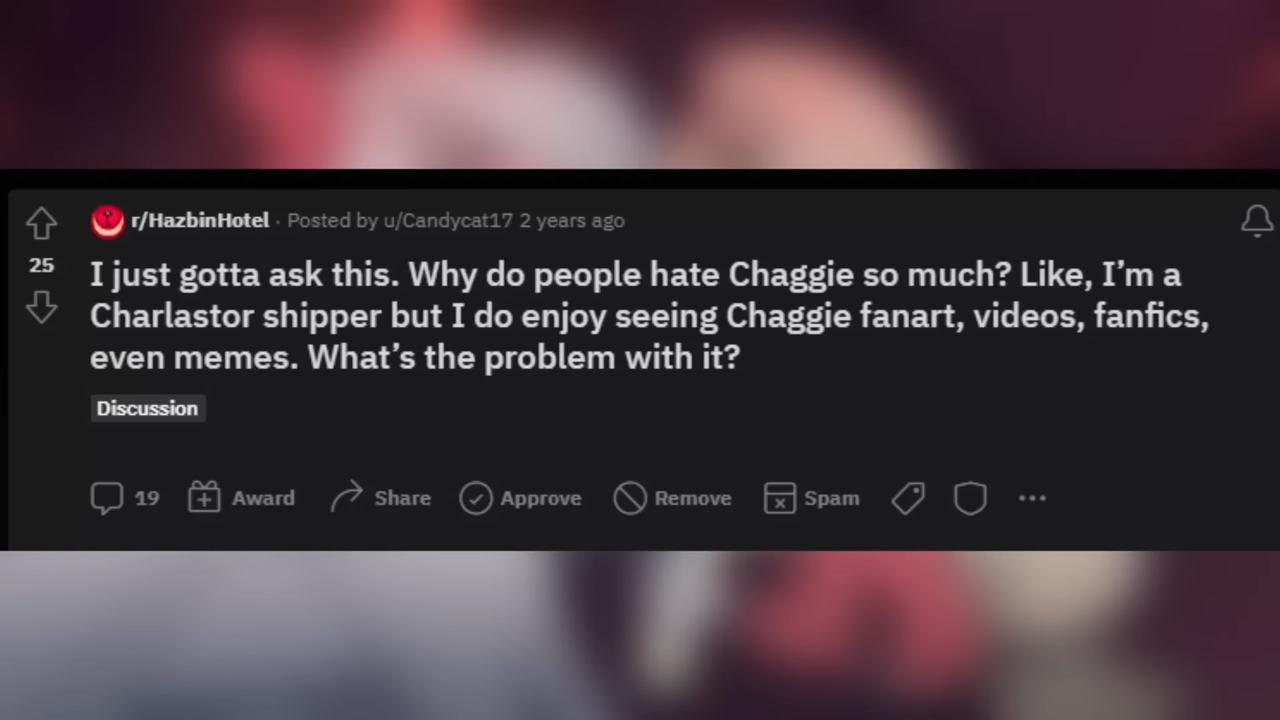 r/HazbinHotel · Posted by u/Candycat17 2 years ago
25
I just gotta ask this. Why do people hate Chaggie so much? Like, I’m a
Charlastor shipper but I do enjoy seeing Chaggie fanart, videos, fanfics,
even memes. What’s the problem with it?
Discussion
19 Award Share Approve Remove Spam